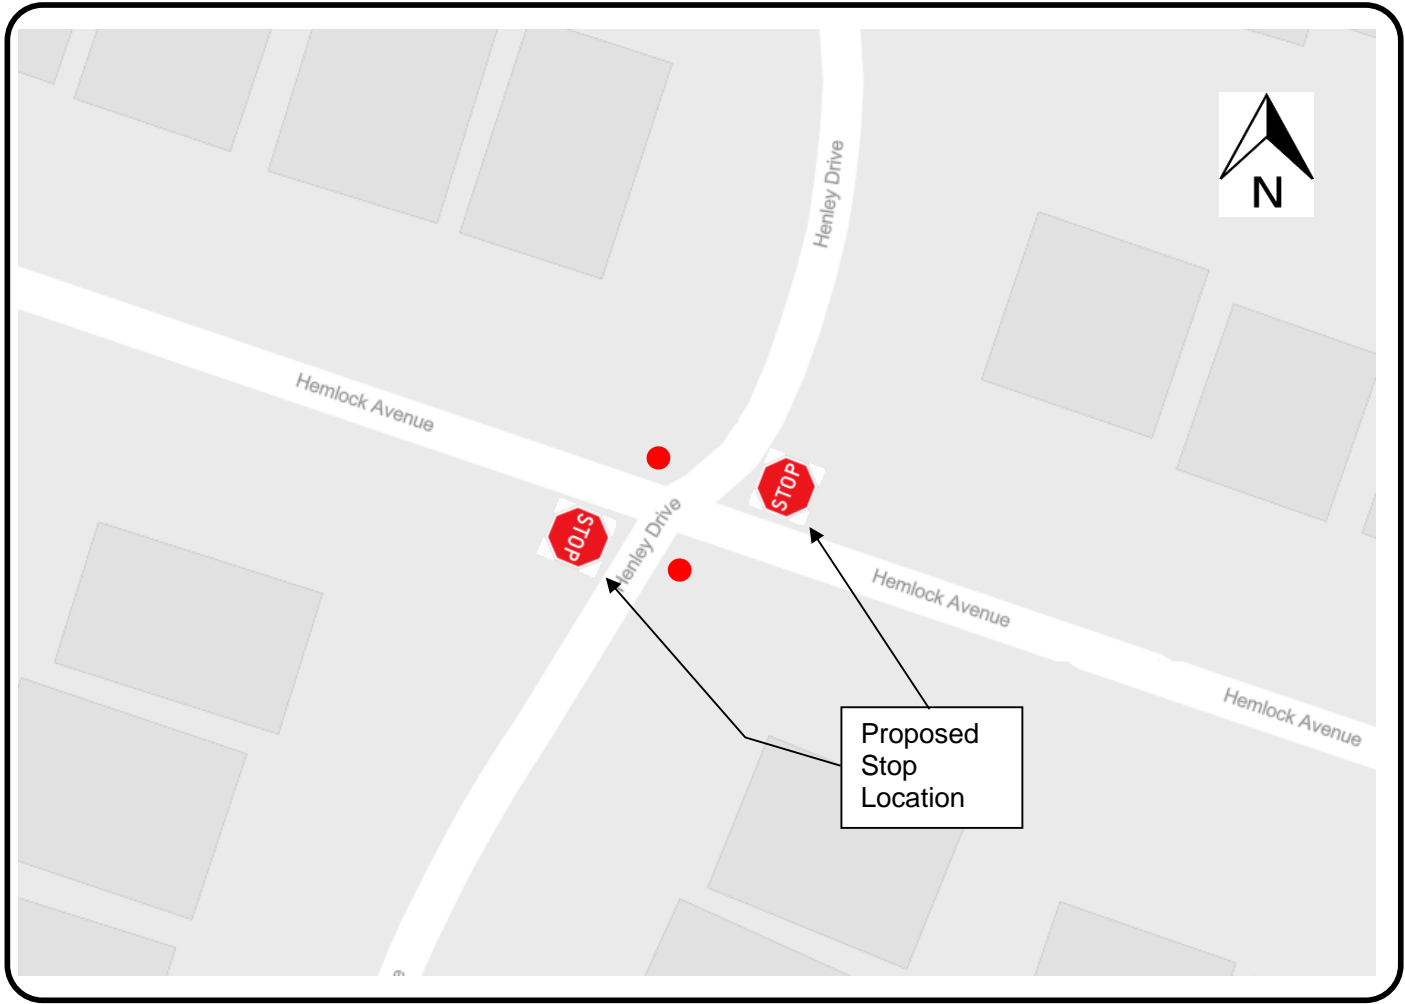 Henley Drive
N
Hemlock Avenue
STOP
STOP
Henley Drive
Hemlock Avenue
Hemlock Avenue
Proposed
Stop
Location
e